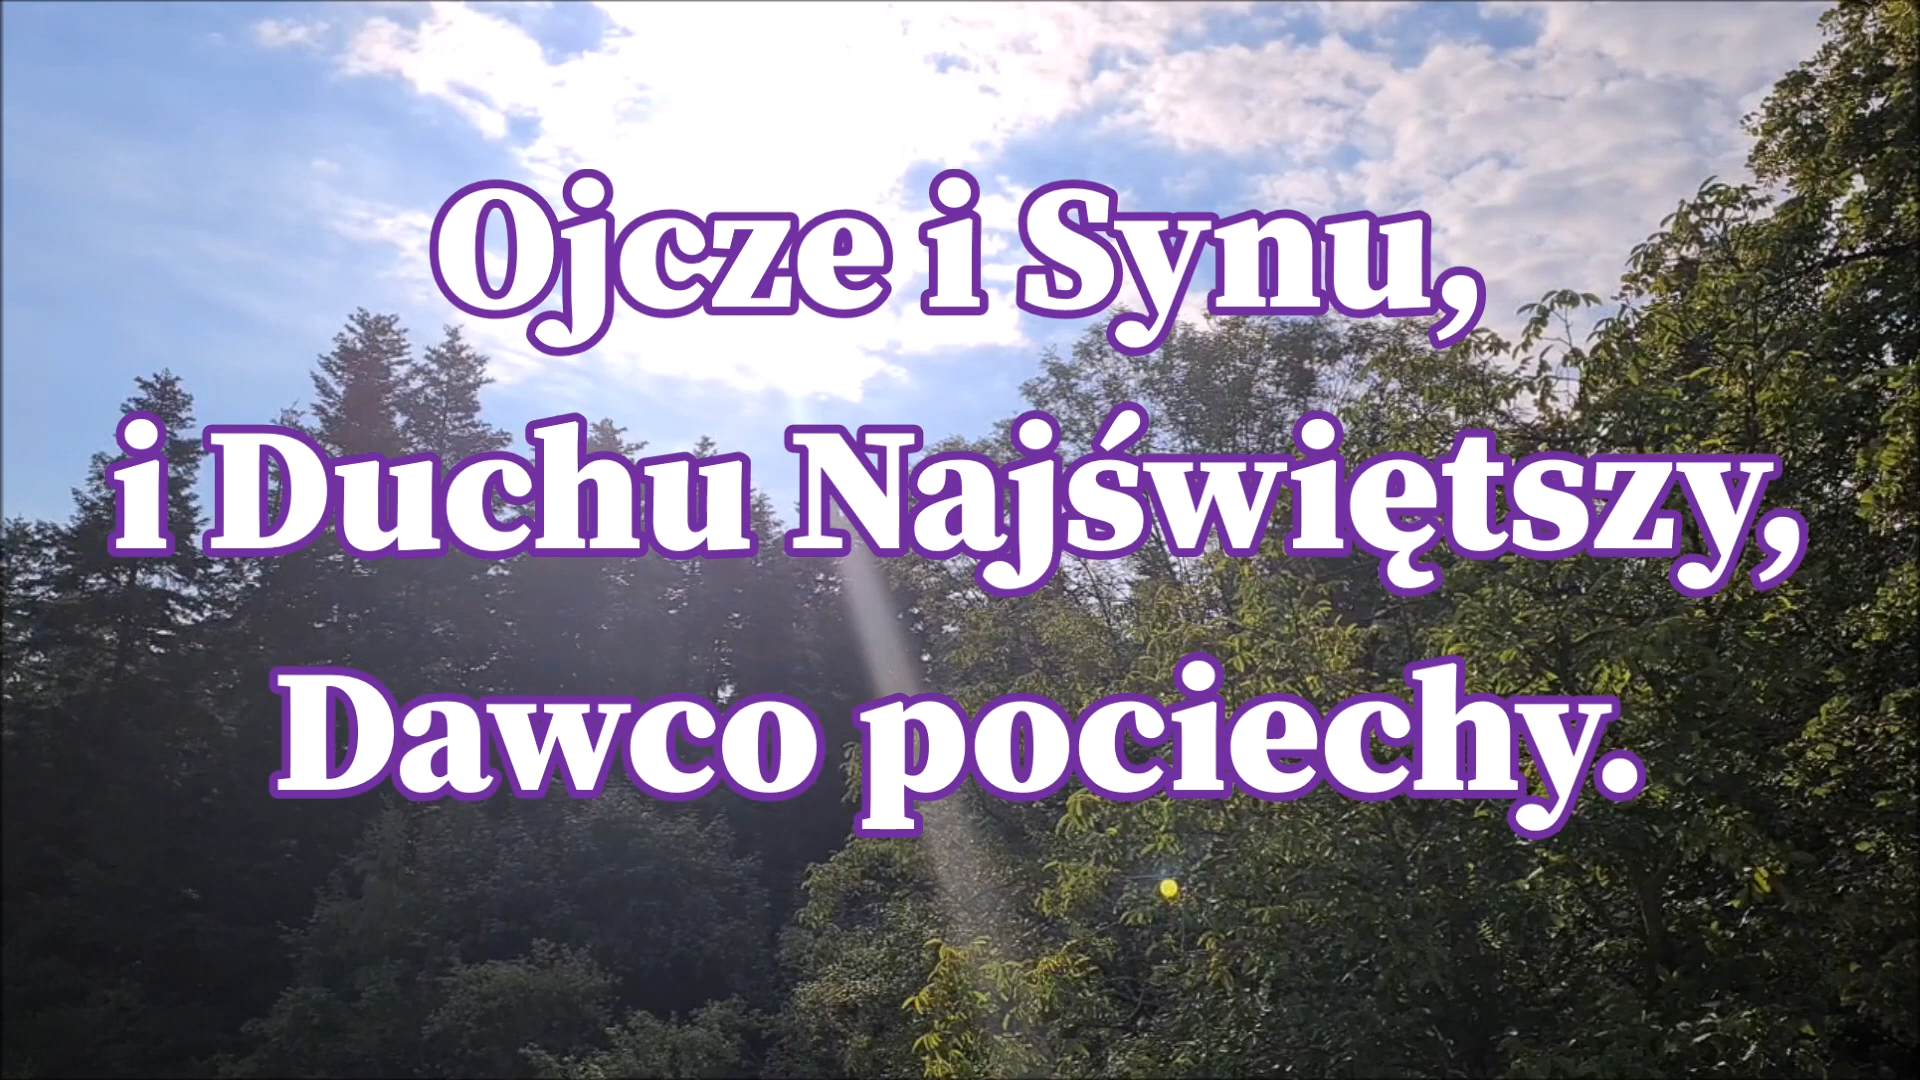 Ojcze i Synu,
i Duchu Najświętszy,
Dawco pociechy.